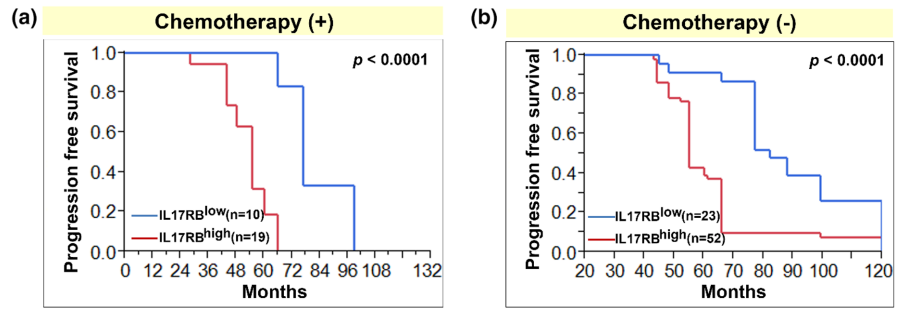 (a)
Chemotherapy (+)
Progression free survival
1.0
0.8
0.6
0.4
0.2
0.0
p < 0.0001
IL17RBlow(n=10)
IL17RBhigh(n=19)
0 12 24 36 48 60 72 84 96 108 132
Months
(b)
Chemotherapy (-)
Progression free survival
1.0
0.8
0.6
0.4
0.2
0.0
p < 0.0001
IL17RBlow(n=23)
IL17RBhigh(n=52)
20 30 40 50 60 70 80 90 100 120
Months